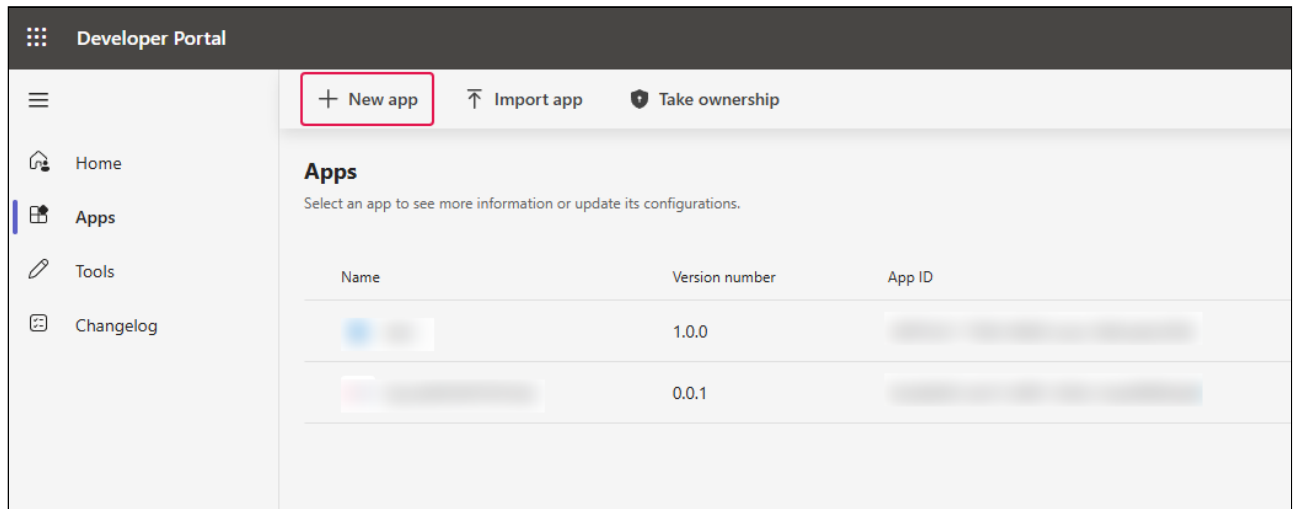 Developer Portal
New app Import app Take ownership
Home
Apps
Tools
Changelog
Apps
Select an app to see more information or update its configurations.
Name Version number App ID
1.0.0
0.0.1